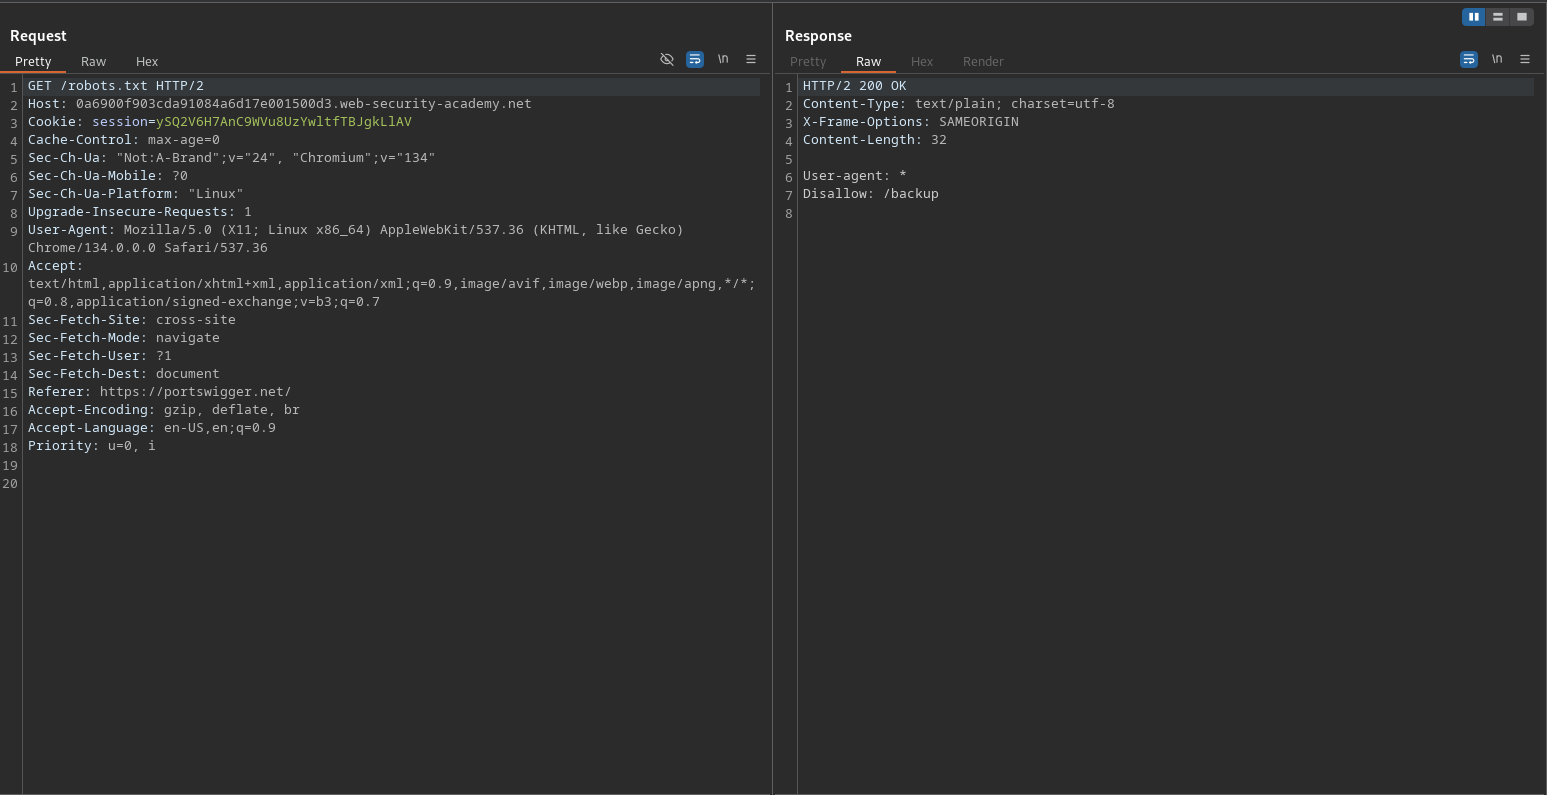 Request
Pretty Raw Hex \n
1 GET /robots.txt HTTP/2
2 Host: 0a6900f903cda91084a6d17e001500d3.web-security-academy.net
3 Cookie: session=ySQ2V6H7AnC9WVu8UzYwltfTBJgkLlAV
4 Cache-Control: max-age=0
5 Sec-Ch-Ua: "Not:A-Brand";v="24", "Chromium";v="134"
6 Sec-Ch-Ua-Mobile: ?0
7 Sec-Ch-Ua-Platform: "Linux"
8 Upgrade-Insecure-Requests: 1
9 User-Agent: Mozilla/5.0 (X11; Linux x86_64) AppleWebKit/537.36 (KHTML, like Gecko)
Chrome/134.0.0.0 Safari/537.36
10 Accept:
text/html,application/xhtml+xml,application/xml;q=0.9,image/avif,image/webp,image/apng,*/*;
q=0.8,application/signed-exchange;v=b3;q=0.7
11 Sec-Fetch-Site: cross-site
12 Sec-Fetch-Mode: navigate
13 Sec-Fetch-User: ?1
14 Sec-Fetch-Dest: document
15 Referer: https://portswigger.net/
16 Accept-Encoding: gzip, deflate, br
17 Accept-Language: en-US,en;q=0.9
18 Priority: u=0, i
19
20
Response
Pretty Raw Hex Render \n
1 HTTP/2 200 OK
2 Content-Type: text/plain; charset=utf-8
3 X-Frame-Options: SAMEORIGIN
4 Content-Length: 32
5
6 User-agent: *
7 Disallow: /backup
8